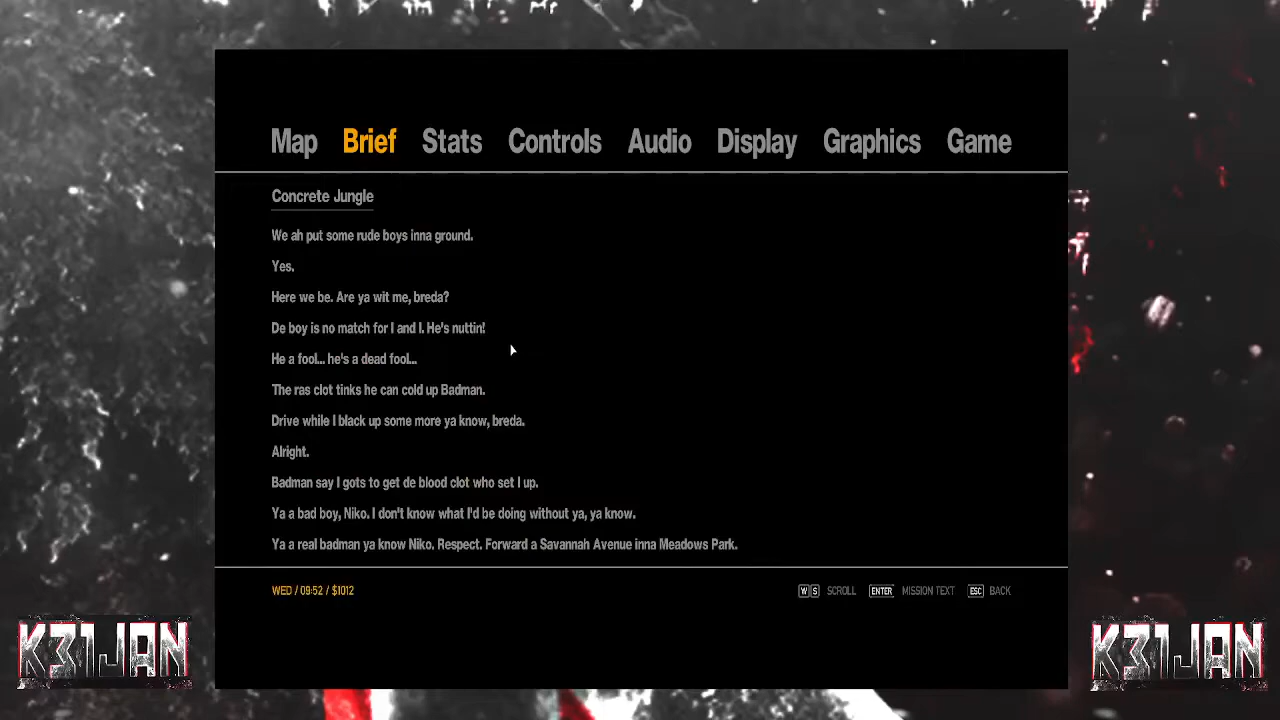 Map Brief Stats Controls Audio Display Graphics Game
Concrete Jungle
We ah put some rude boys inna ground.
Yes.
Here we be. Are ya wit me, breda?
De boy is no match for I and I. He's nuttin!
He a fool... he's a dead fool...
The ras clot tinks he can cold up Badman.
Drive while I black up some more ya know, breda.
Alright.
Badman say I gots to get de blood clot who set I up.
Ya a bad boy, Niko. I don't know what I'd be doing without ya, ya know.
Ya a real badman ya know Niko. Respect. Forward a Savannah Avenue inna Meadows Park.
WED / 09:52 / $1012 W S SCROLL ENTER MISSION TEXT ESC BACK
K31JAN K31JAN